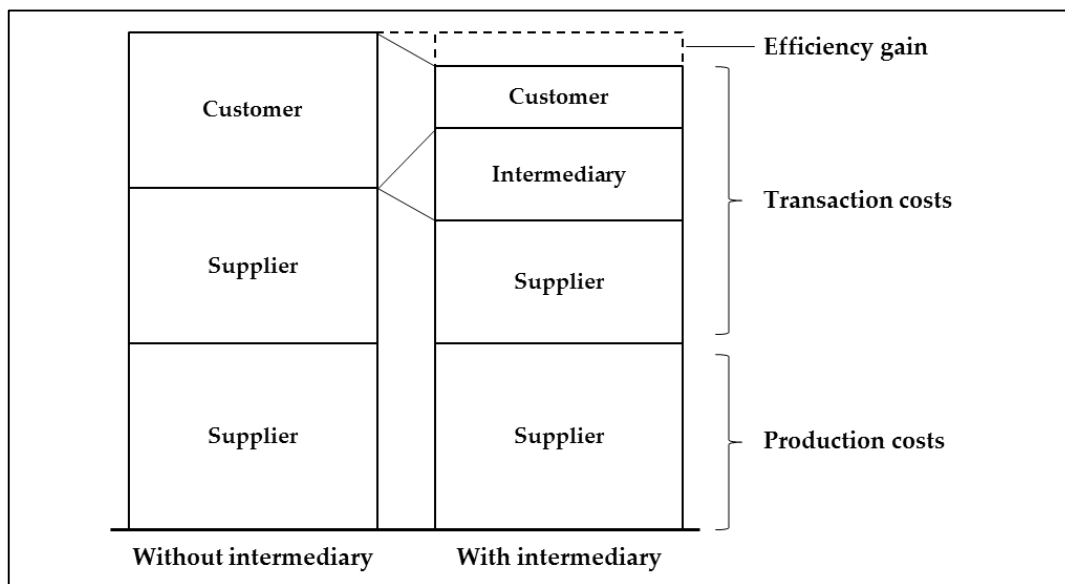 Efficiency gain
Customer
Customer
Intermediary
Transaction costs
Supplier
Supplier
Supplier
Supplier
Production costs
Without intermediary
With intermediary